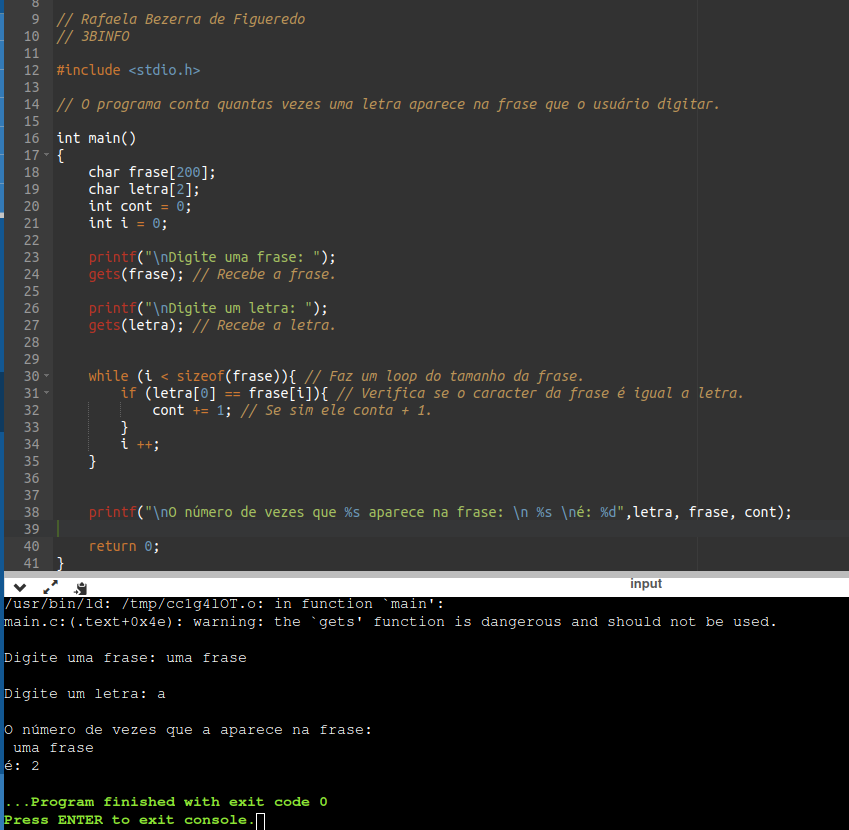 8
9 // Rafaela Bezerra de Figueredo
10 // 3BINFO
11
12 #include <stdio.h>
13
14 // O programa conta quantas vezes uma letra aparece na frase que o usuário digitar.
15
16 int main()
17 {
18 char frase[200];
19 char letra[2];
20 int cont = 0;
21 int i = 0;
22
23 printf("\nDigite uma frase: ");
24 gets(frase); // Recebe a frase.
25
26 printf("\nDigite um letra: ");
27 gets(letra); // Recebe a letra.
28
29
30 while (i < sizeof(frase)){ // Faz um loop do tamanho da frase.
31 if (letra[0] == frase[i]){ // Verifica se o caracter da frase é igual a letra.
32 cont += 1; // Se sim ele conta + 1.
33 }
34 i ++;
35 }
36
37
38 printf("\nO número de vezes que %s aparece na frase: \n %s \né: %d",letra, frase, cont);
39
40 return 0;
41 }
input
/usr/bin/ld: /tmp/cc1g4lOT.o: in function `main':
main.c:(.text+0x4e): warning: the `gets' function is dangerous and should not be used.
Digite uma frase: uma frase
Digite um letra: a
O número de vezes que a aparece na frase:
uma frase
é: 2
...Program finished with exit code 0
Press ENTER to exit console.